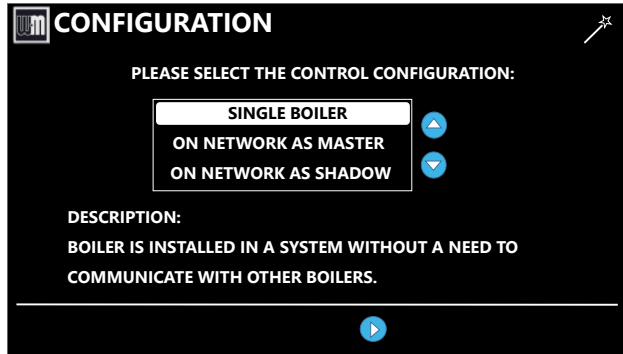 WM CONFIGURATION
PLEASE SELECT THE CONTROL CONFIGURATION:
SINGLE BOILER
ON NETWORK AS MASTER
ON NETWORK AS SHADOW
DESCRIPTION:
BOILER IS INSTALLED IN A SYSTEM WITHOUT A NEED TO
COMMUNICATE WITH OTHER BOILERS.